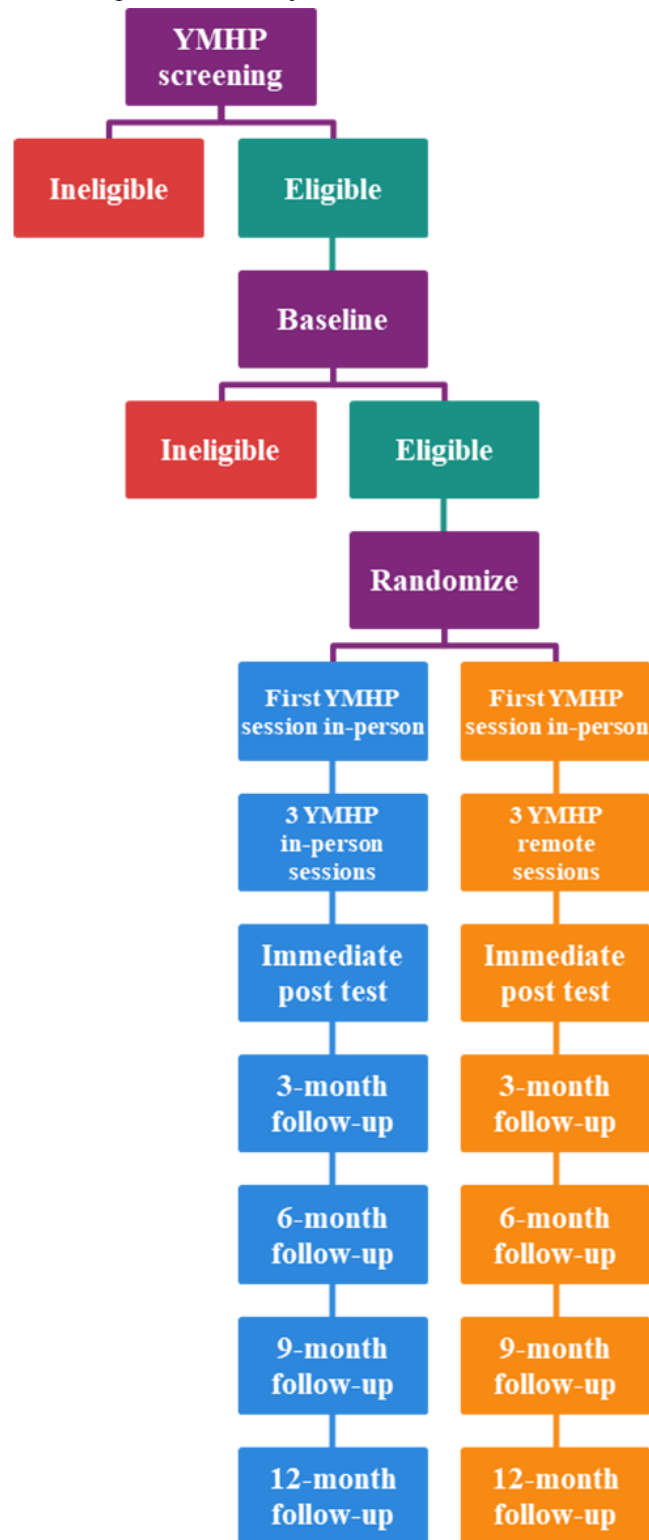 YMHP
screening
Ineligible
Eligible
Baseline
Ineligible
Eligible
Randomize
First YMHP
session in-person
First YMHP
session in-person
3 YMHP
in-person
sessions
3 YMHP
remote
sessions
Immediate
post test
Immediate
post test
3-month
follow-up
3-month
follow-up
6-month
follow-up
6-month
follow-up
9-month
follow-up
9-month
follow-up
12-month
follow-up
12-month
follow-up